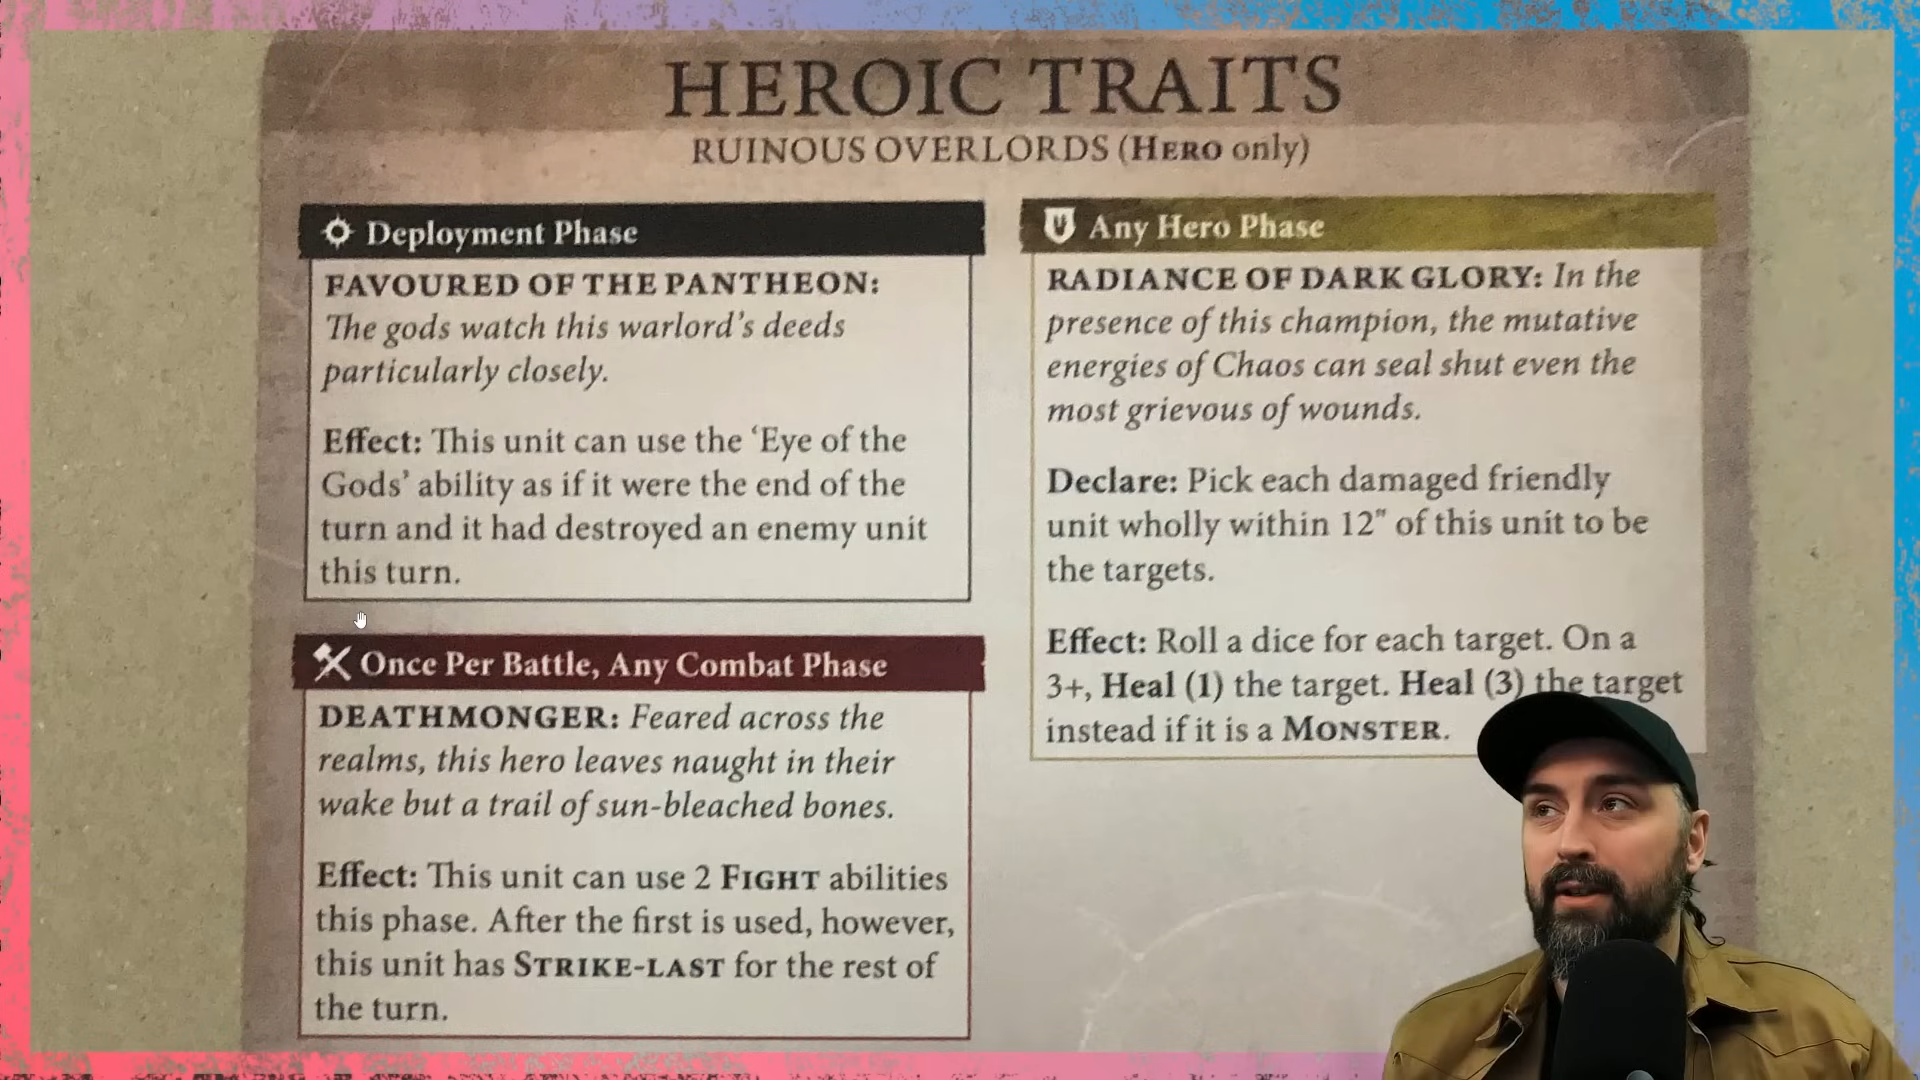 HEROIC TRAITS
RUINOUS OVERLORDS (HERO only)
Deployment Phase
FAVOURED OF THE PANTHEON:
The gods watch this warlord's deeds
particularly closely.
Effect: This unit can use the ‘Eye of the
Gods’ ability as if it were the end of the
turn and it had destroyed an enemy unit
this turn.
Once Per Battle, Any Combat Phase
DEATHMONGER: Feared across the
realms, this hero leaves naught in their
wake but a trail of sun-bleached bones.
Effect: This unit can use 2 FIGHT abilities
this phase. After the first is used, however,
this unit has STRIKE-LAST for the rest of
the turn.
Any Hero Phase
RADIANCE OF DARK GLORY: In the
presence of this champion, the mutative
energies of Chaos can seal shut even the
most grievous of wounds.
Declare: Pick each damaged friendly
unit wholly within 12" of this unit to be
the targets.
Effect: Roll a dice for each target. On a
3+, Heal (1) the target. Heal (3) the target
instead if it is a MONSTER.